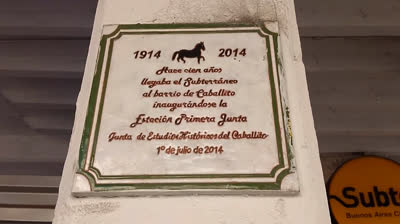 1914 2014
Hace cien años
llegaba el Subterráneo
al barrio de Caballito
inaugurándose la
Estación Primera Junta
Junta de Estudios Históricos del Caballito
1º de julio de 2014
Subte
Buenos Aires